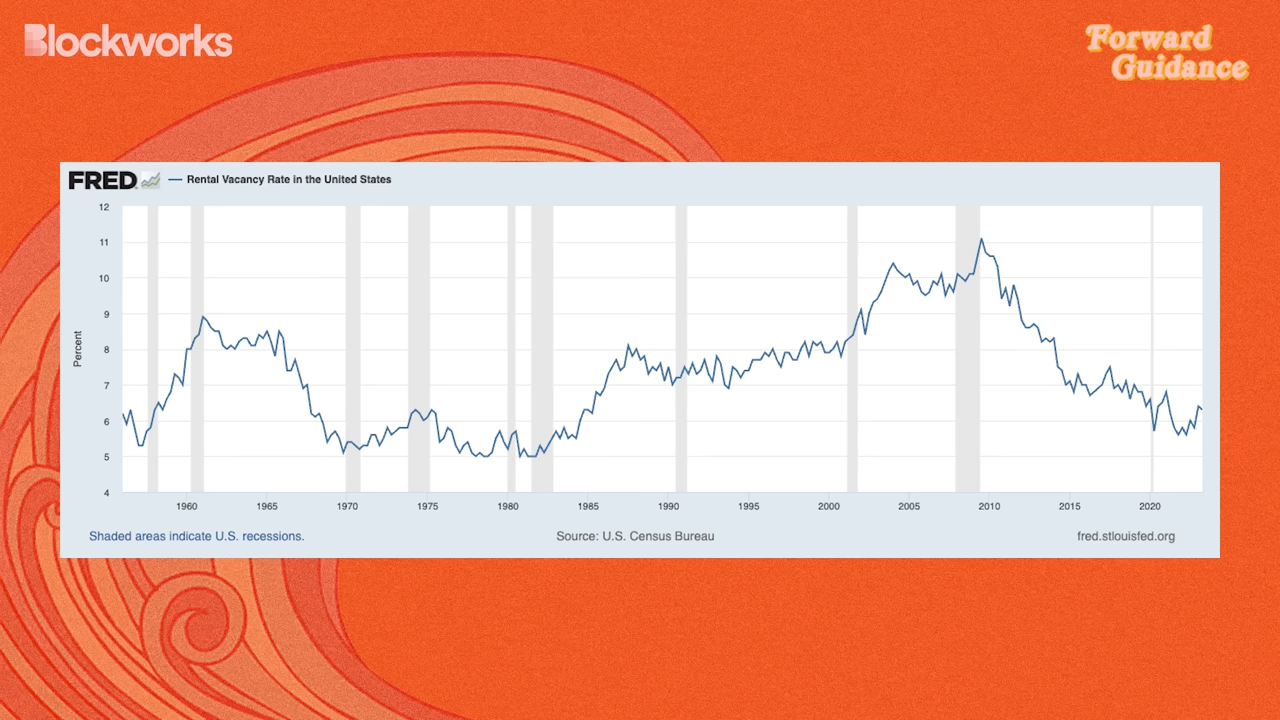 Blockworks
Forward
Guidance
FRED
Rental Vacancy Rate in the United States
Percent
12
11
10
9
8
7
6
5
4
1960 1965 1970 1975 1980 1985 1990 1995 2000 2005 2010 2015 2020
Shaded areas indicate U.S. recessions. Source: U.S. Census Bureau fred.stlouisfed.org